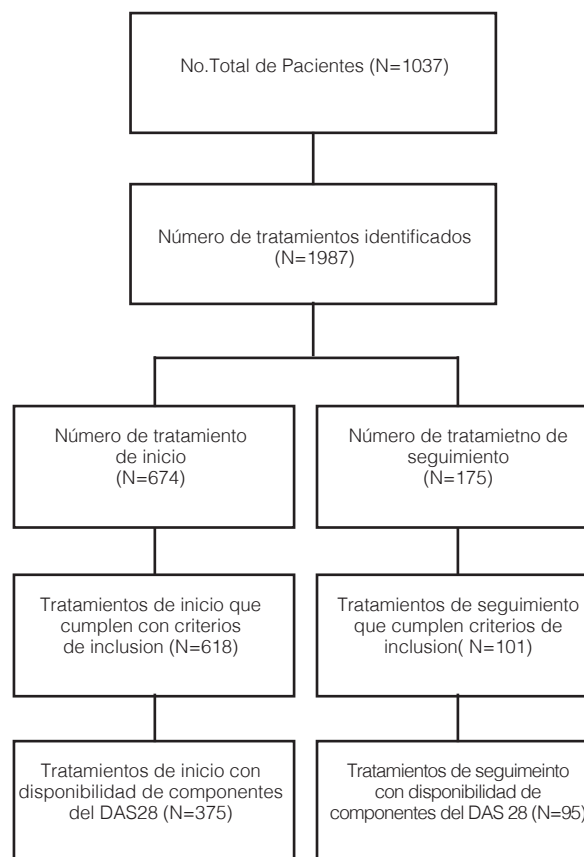 No.Total de Pacientes (N=1037)
Número de tratamientos identificados
(N=1987)
Número de tratamiento
de inicio
(N=674)
Número de tratamietno de
seguimiento
(N=175)
Tratamientos de inicio que
cumplen con criterios
de inclusion (N=618)
Tratamientos de seguimiento
que cumplen criterios de
inclusion( N=101)
Tratamientos de inicio con
disponibilidad de componentes
del DAS28 (N=375)
Tratamientos de seguimeinto
con disponibilidad de
componentes del DAS 28 (N=95)